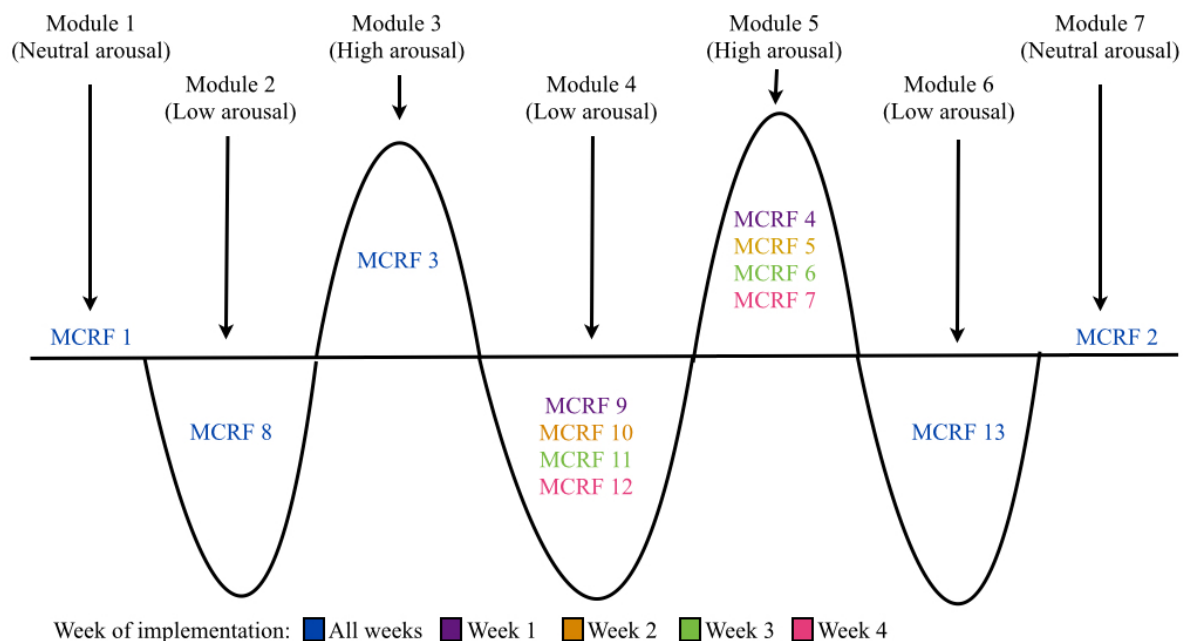 Module 1
(Neutral arousal)
Module 2
(Low arousal)
Module 3
(High arousal)
Module 4
(Low arousal)
Module 5
(High arousal)
Module 6
(Low arousal)
Module 7
(Neutral arousal)
MCRF 1
MCRF 8
MCRF 3
MCRF 9
MCRF 10
MCRF 11
MCRF 12
MCRF 4
MCRF 5
MCRF 6
MCRF 7
MCRF 13
MCRF 2
Week of implementation: All weeks Week 1 Week 2 Week 3 Week 4